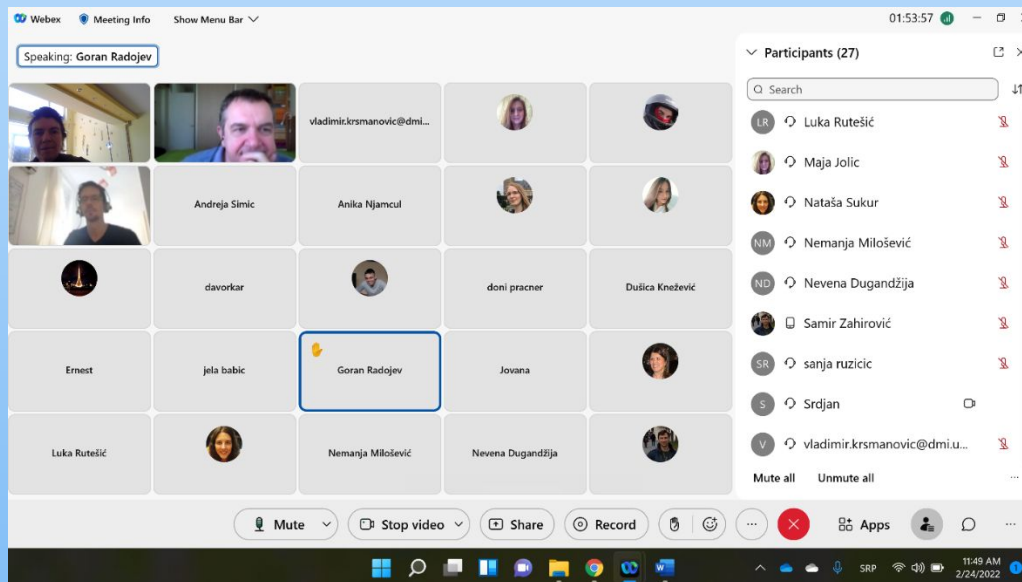 Webex Meeting Info Show Menu Bar 01:53:57
Speaking: Goran Radojev
Participants (27)
Search
vladimir.krsmanovic@dmi...
Andreja Simic
Anika Njamcul
davorkar
doni pracner
Dušica Knežević
Ernest
jela babic
Goran Radojev
Jovana
Luka Rutešić
Nemanja Milošević
Nevena Dugandžija
LR Luka Rutešić
Maja Jolic
Nataša Sukur
NM Nemanja Milošević
ND Nevena Dugandžija
Samir Zahirović
SR sanja ruzicic
S Srdjan
V vladimir.krsmanovic@dmi.u...
Mute all Unmute all ...
Mute Stop video Share Record ... Apps ...
SRP 11:49 AM
2/24/2022